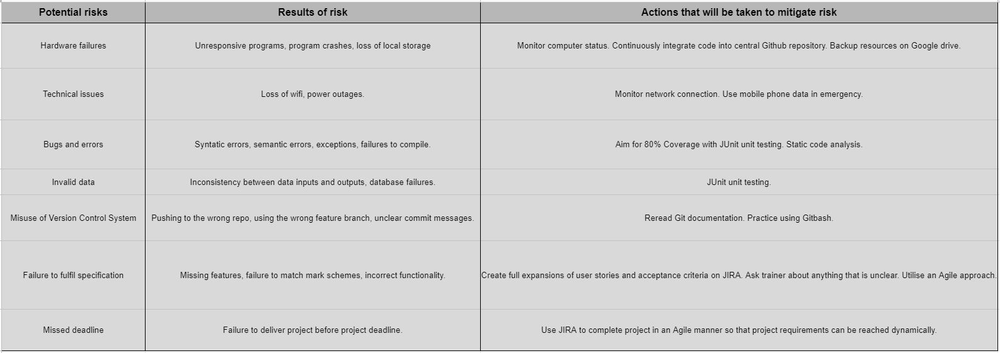 Potential risks Results of risk Actions that will be taken to mitigate risk
Hardware failures Unresponsive programs, program crashes, loss of local storage Monitor computer status. Continuously integrate code into central Github repository. Backup resources on Google drive.
Technical issues Loss of wifi, power outages. Monitor network connection. Use mobile phone data in emergency.
Bugs and errors Syntatic errors, semantic errors, exceptions, failures to compile. Aim for 80% Coverage with JUnit unit testing. Static code analysis.
Invalid data Inconsistency between data inputs and outputs, database failures. JUnit unit testing.
Misuse of Version Control System Pushing to the wrong repo, using the wrong feature branch, unclear commit messages. Reread Git documentation. Practice using Gitbash.
Failure to fulfil specification Missing features, failure to match mark schemes, incorrect functionality. Create full expansions of user stories and acceptance criteria on JIRA. Ask trainer about anything that is unclear. Utilise an Agile approach.
Missed deadline Failure to deliver project before project deadline. Use JIRA to complete project in an Agile manner so that project requirements can be reached dynamically.